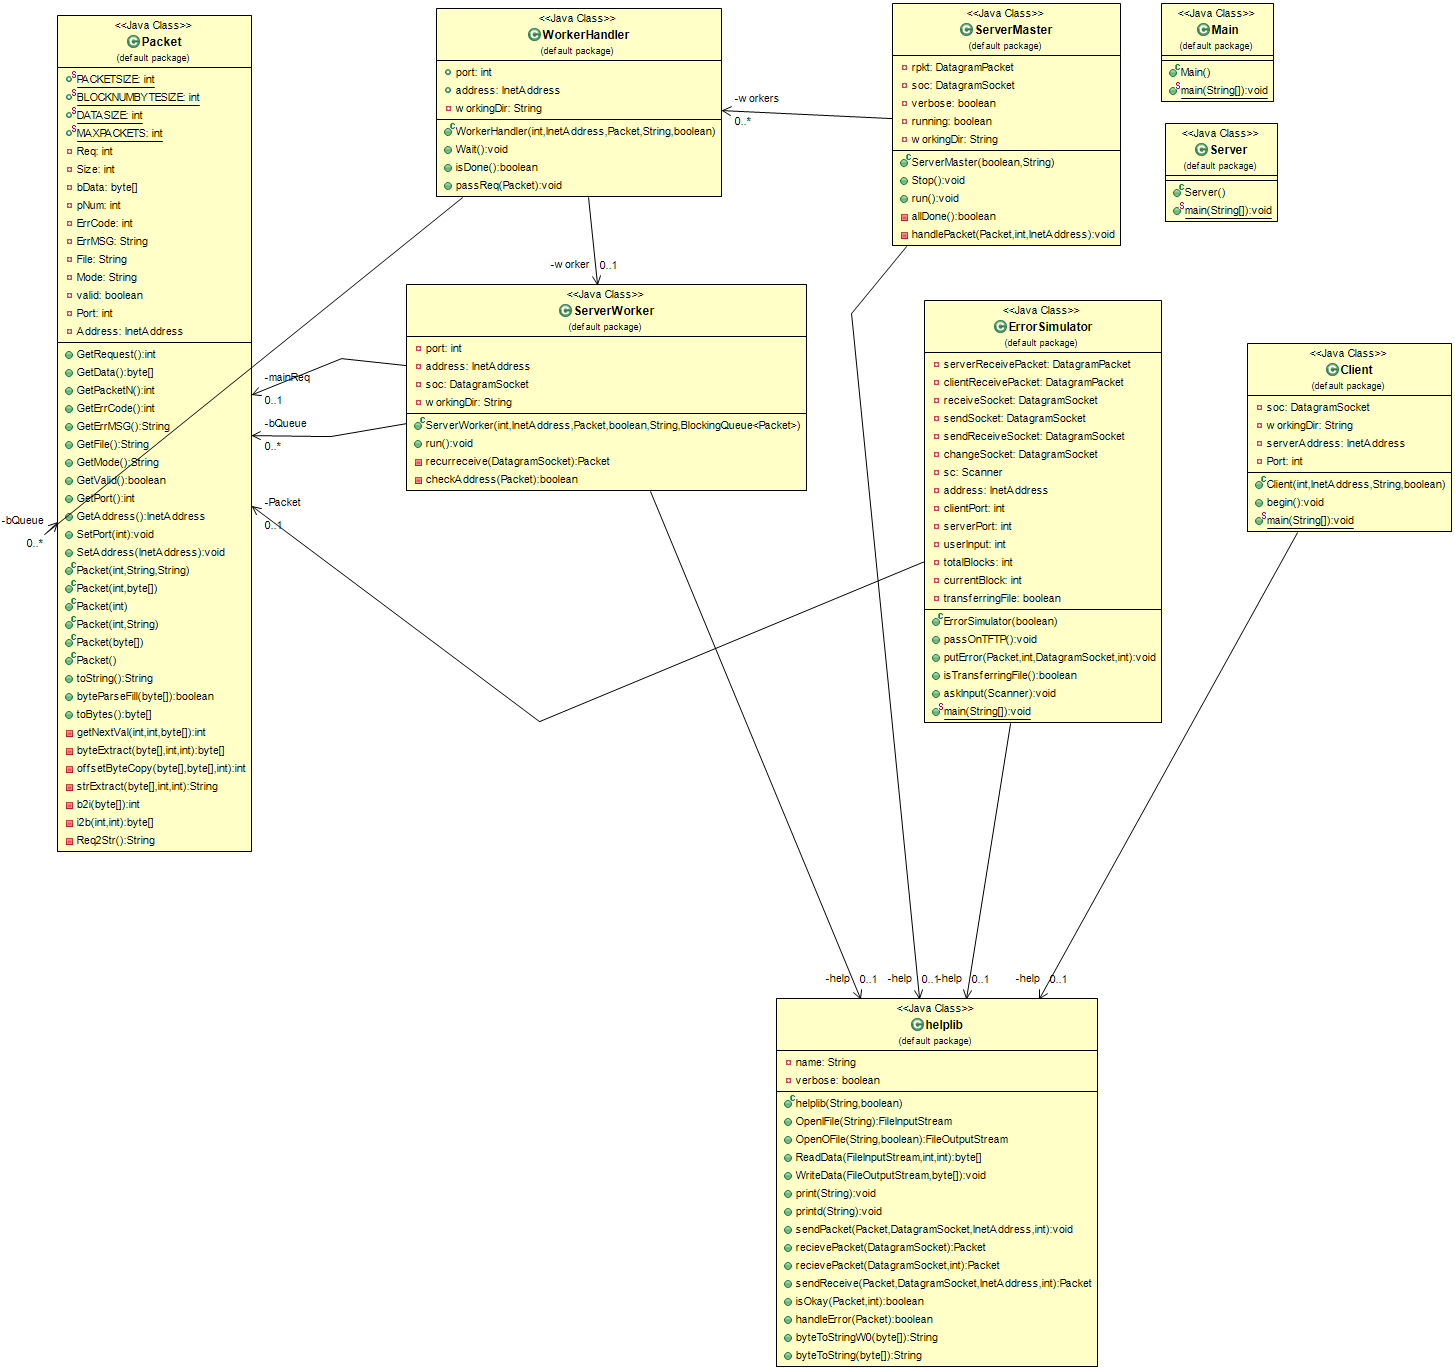 <<Java Class>>
Packet
(default package)
PACKETSIZE: int
BLOCKNUMBYTESIZE: int
DATASIZE: int
MAXPACKETS: int
Req: int
Size: int
bData: byte[]
pNum: int
ErrCode: int
ErrMSG: String
File: String
Mode: String
valid: boolean
Port: int
Address: InetAddress
GetRequest():int
GetData():byte[]
GetPacketN():int
GetErrCode():int
GetErrMSG():String
GetFile():String
GetMode():String
GetValid():boolean
GetPort():int
GetAddress():InetAddress
SetPort(int):void
SetAddress(InetAddress):void
Packet(int,String,String)
Packet(int,byte[])
Packet(int)
Packet(int,String)
Packet(byte[])
Packet()
toString():String
byteParseFill(byte[]):boolean
toBytes():byte[]
getNextVal(int,int,byte[]):int
byteExtract(byte[],int,int):byte[]
offsetByteCopy(byte[],byte[],int):int
strExtract(byte[],int,int):String
b2i(byte[]):int
i2b(int,int):byte[]
Req2Str():String
-bQueue
0..*
<<Java Class>>
WorkerHandler
(default package)
port: int
address: InetAddress
workingDir: String
WorkerHandler(int,InetAddress,Packet,String,boolean)
Wait():void
isDone():boolean
passReq(Packet):void
-workers
0..*
-worker
0..1
<<Java Class>>
ServerMaster
(default package)
rpkt: DatagramPacket
soc: DatagramSocket
verbose: boolean
running: boolean
workingDir: String
ServerMaster(boolean,String)
Stop():void
run():void
allDone():boolean
handlePacket(Packet,int,InetAddress):void
<<Java Class>>
Main
(default package)
Main()
main(String[]):void
<<Java Class>>
Server
(default package)
Server()
main(String[]):void
<<Java Class>>
ServerWorker
(default package)
port: int
address: InetAddress
soc: DatagramSocket
workingDir: String
ServerWorker(int,InetAddress,Packet,boolean,String,BlockingQueue<Packet>)
run():void
recurreceive(DatagramSocket):Packet
checkAddress(Packet):boolean
-mainReq
0..1
-bQueue
0..*
-Packet
0..1
<<Java Class>>
ErrorSimulator
(default package)
serverReceivePacket: DatagramPacket
clientReceivePacket: DatagramPacket
receiveSocket: DatagramSocket
sendSocket: DatagramSocket
sendReceiveSocket: DatagramSocket
changeSocket: DatagramSocket
sc: Scanner
address: InetAddress
clientPort: int
serverPort: int
userInput: int
totalBlocks: int
currentBlock: int
transferringFile: boolean
ErrorSimulator(boolean)
passOnTFTP():void
putError(Packet,int,DatagramSocket,int):void
isTransferringFile():boolean
askInput(Scanner):void
main(String[]):void
<<Java Class>>
Client
(default package)
soc: DatagramSocket
workingDir: String
serverAddress: InetAddress
Port: int
Client(int,InetAddress,String,boolean)
begin():void
main(String[]):void
-help 0..1
-help 0..1
-help 0..1
-help 0..1
<<Java Class>>
helplib
(default package)
name: String
verbose: boolean
helplib(String,boolean)
OpenIFile(String):FileInputStream
OpenOFile(String,boolean):FileOutputStream
ReadData(FileInputStream,int,int):byte[]
WriteData(FileOutputStream,byte[]):void
print(String):void
printd(String):void
sendPacket(Packet,DatagramSocket,InetAddress,int):void
recievePacket(DatagramSocket):Packet
recievePacket(DatagramSocket,int):Packet
sendReceive(Packet,DatagramSocket,InetAddress,int):Packet
isOkay(Packet,int):boolean
handleError(Packet):boolean
byteToStringW0(byte[]):String
byteToString(byte[]):String